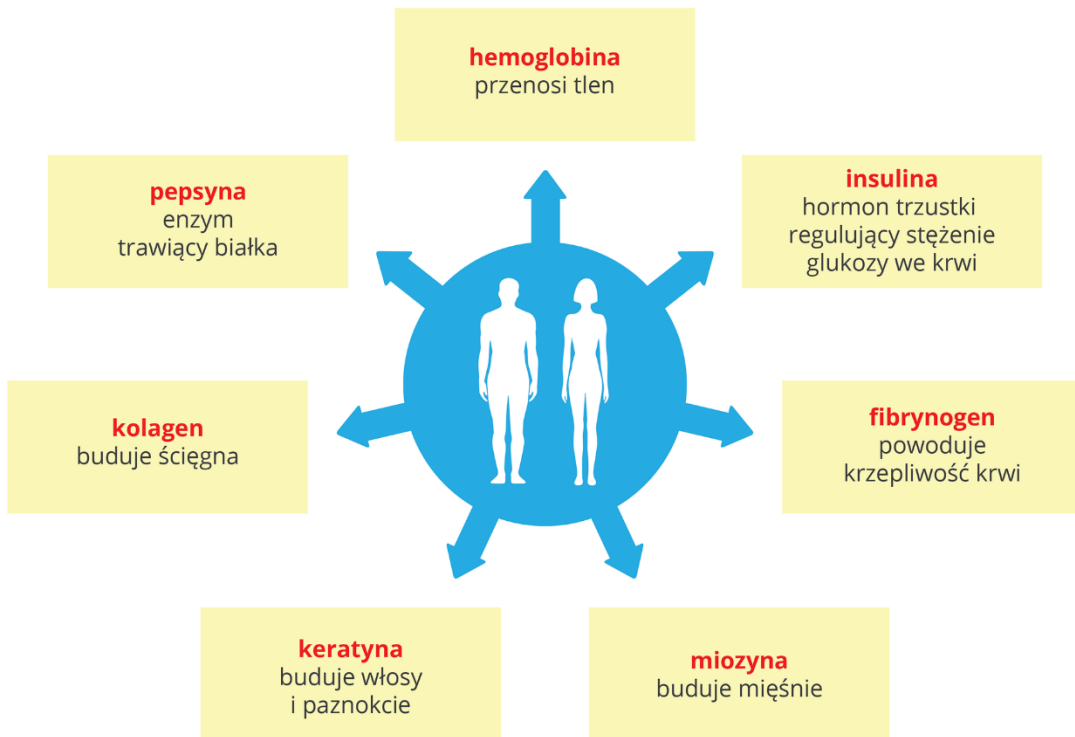 hemoglobina
przenosi tlen
pepsyna
enzym
trawiący białka
insulina
hormon trzustki
regulujący stężenie
glukozy we krwi
kolagen
buduje ścięgna
fibrynogen
powoduje
krzepliwość krwi
keratyna
buduje włosy
i paznokcie
miozyna
buduje mięśnie